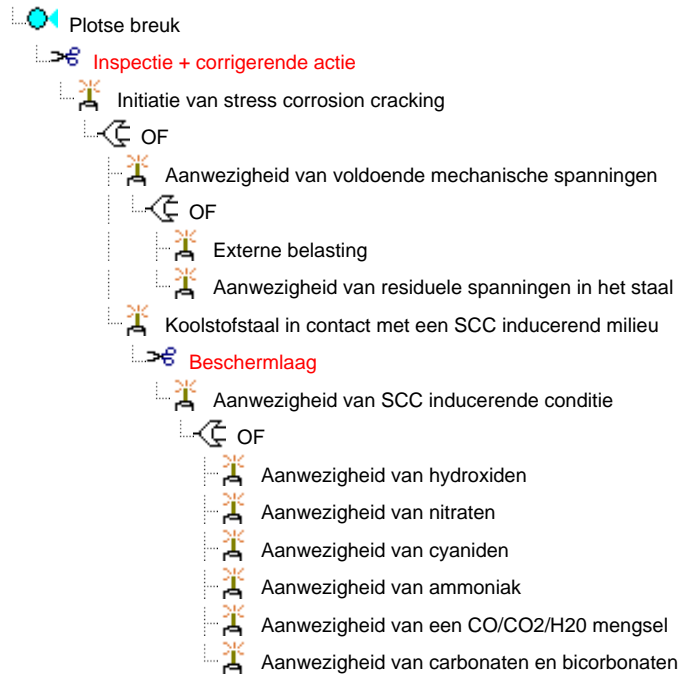 Plotse breuk
Inspectie + corrigerende actie
Initiatie van stress corrosion cracking
OF
Aanwezigheid van voldoende mechanische spanningen
OF
Externe belasting
Aanwezigheid van residuele spanningen in het staal
Koolstofstaal in contact met een SCC inducerend milieu
Beschermlaag
Aanwezigheid van SCC inducerende conditie
OF
Aanwezigheid van hydroxiden
Aanwezigheid van nitraten
Aanwezigheid van cyaniden
Aanwezigheid van ammoniak
Aanwezigheid van een CO/CO2/H20 mengsel
Aanwezigheid van carbonaten en bicorbonaten